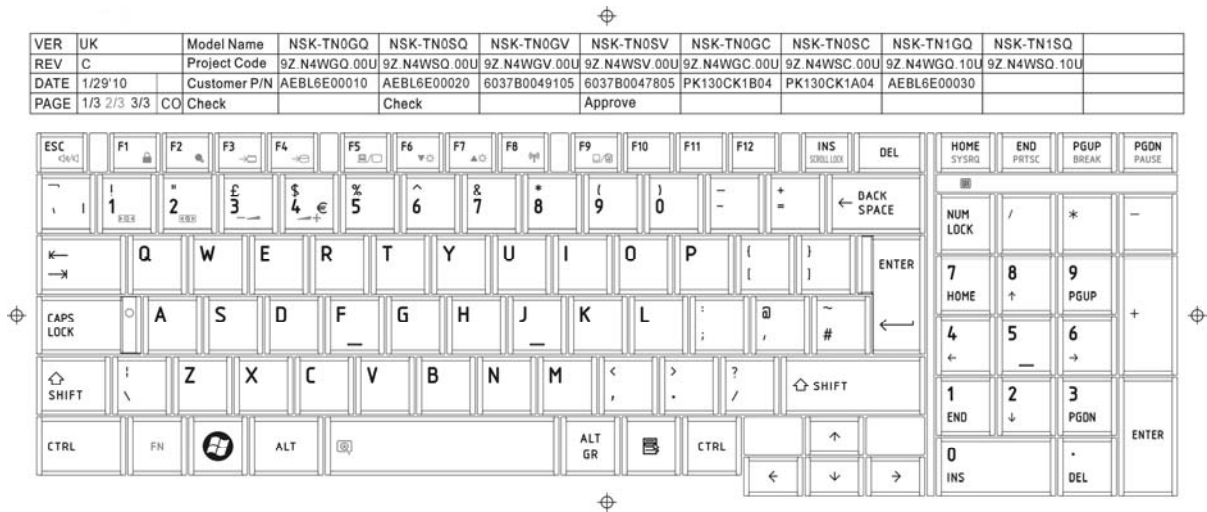 VER UK Model Name NSK-TN0GQ NSK-TN0SQ NSK-TN0GV NSK-TN0SV NSK-TN0GC NSK-TN0SC NSK-TN1GQ NSK-TN1SQ
REV C Project Code 9Z.N4WGQ.00U 9Z.N4WSQ.00U 9Z.N4WGV.00U 9Z.N4WSV.00U 9Z.N4WGC.00U 9Z.N4WSC.00U 9Z.N4WGQ.10U 9Z.N4WSQ.10U
DATE 1/29'10 Customer P/N AEBL6E00010 AEBL6E00020 6037B0049105 6037B0047805 PK130CK1B04 PK130CK1A04 AEBL6E00030
PAGE 1/3 2/3 3/3 CO Check Check Approve
ESC F1 F2 F3 F4 F5 F6 F7 F8 F9 F10 F11 F12 INS DEL HOME END PGUP PGDN
SCROLL LOCK SYSRQ PRTSC BREAK PAUSE
¬ ! " £ $ % ^ & * ( ) _ + ← BACK
` ¦ 1 2 3 4 € 5 6 7 8 9 0 - = SPACE
NUM / * −
LOCK
⇤ Q W E R T Y U I O P { } ENTER
⇥ [ ]
7 8 9 +
HOME ↑ PGUP
CAPS A S D F G H J K L : @ ~
LOCK ; ' #
4 5 6
← →
⇧ ¦ Z X C V B N M < > ? ⇧ SHIFT
SHIFT \ , . /
1 2 3 ENTER
END ↓ PGDN
CTRL FN ALT ALT CTRL ↑
GR
← ↓ →
0 .
INS DEL